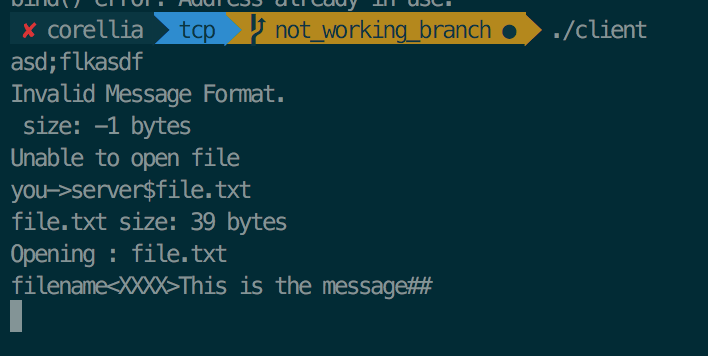 bind() error: Address already in use.
✘ corellia tcp not_working_branch ● ./client
asd;flkasdf
Invalid Message Format.
 size: -1 bytes
Unable to open file
you->server$file.txt
file.txt size: 39 bytes
Opening : file.txt
filename<XXXX>This is the message##